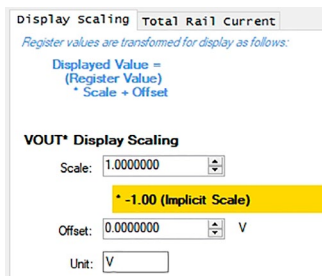 Display Scaling Total Rail Current
Register values are transformed for display as follows:
Displayed Value =
(Register Value)
* Scale + Offset
VOUT* Display Scaling
Scale: 1.0000000
* -1.00 (Implicit Scale)
Offset: 0.0000000 V
Unit: V